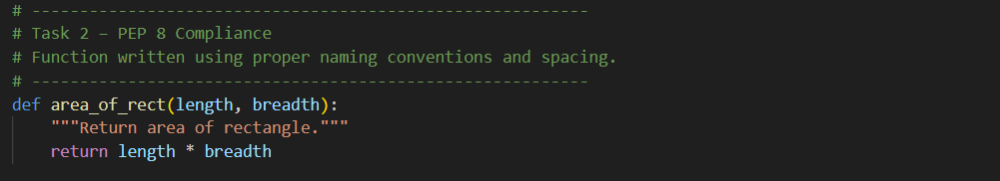 # ----------------------------------------------------------
# Task 2 – PEP 8 Compliance
# Function written using proper naming conventions and spacing.
# ----------------------------------------------------------
def area_of_rect(length, breadth):
    """Return area of rectangle."""
    return length * breadth